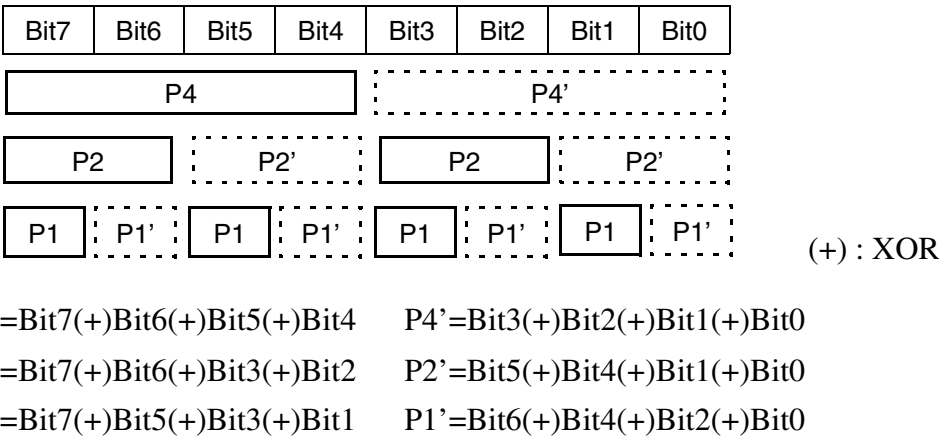 Bit7 Bit6 Bit5 Bit4 Bit3 Bit2 Bit1 Bit0
P4 P4’
P2 P2’ P2 P2’
P1 P1’ P1 P1’ P1 P1’ P1 P1’
(+) : XOR
=Bit7(+)Bit6(+)Bit5(+)Bit4 P4’=Bit3(+)Bit2(+)Bit1(+)Bit0
=Bit7(+)Bit6(+)Bit3(+)Bit2 P2’=Bit5(+)Bit4(+)Bit1(+)Bit0
=Bit7(+)Bit5(+)Bit3(+)Bit1 P1’=Bit6(+)Bit4(+)Bit2(+)Bit0